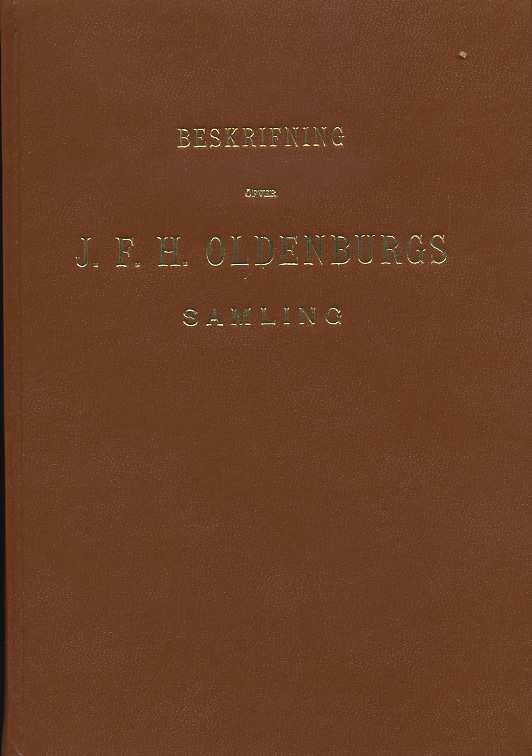 BESKRIFNING
ÖFVER
J. F. H. OLDENBURGS
SAMLING